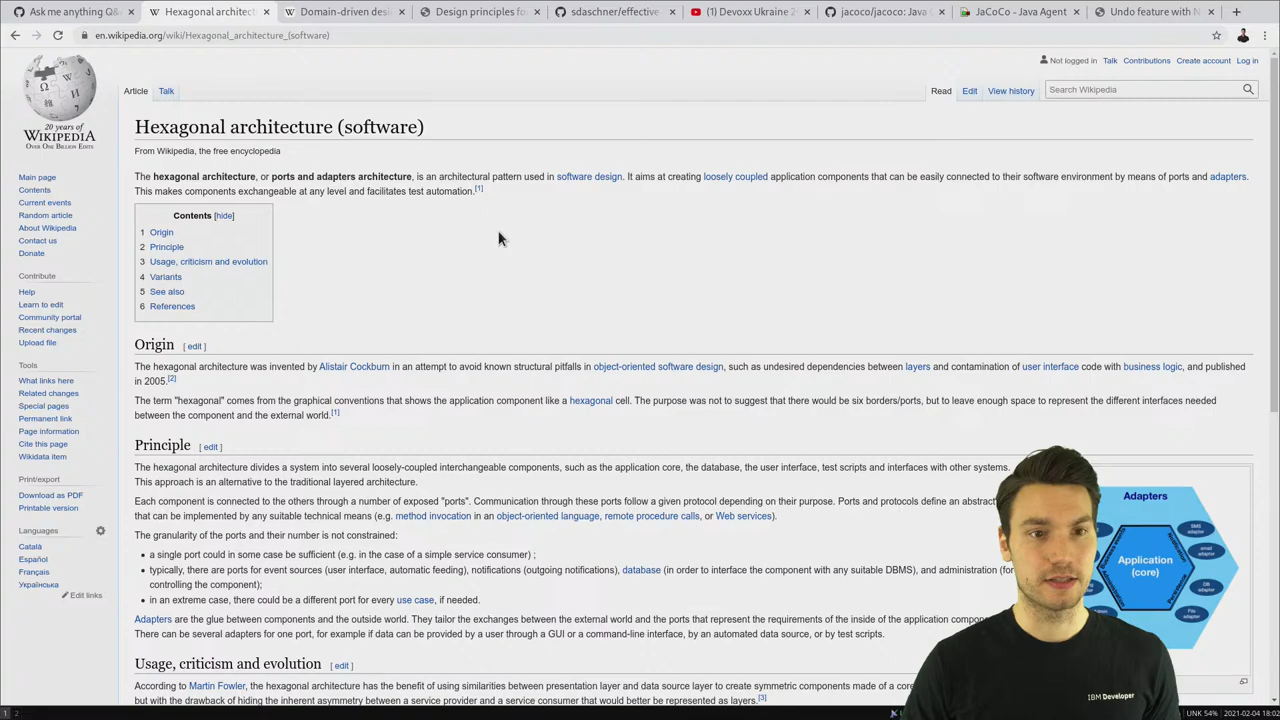 Ask me anything Q&
Hexagonal architect
Domain-driven desi
Design principles fo
sdaschner/effective
(1) Devoxx Ukraine 2
jacoco/jacoco: Java C
JaCoCo - Java Agent
Undo feature with N
en.wikipedia.org/wiki/Hexagonal_architecture_(software)
Not logged in Talk Contributions Create account Log in
Article Talk Read Edit View history Search Wikipedia
20 years of
WIKIPEDIA
OVER ONE BILLION EDITS
Main page
Contents
Current events
Random article
About Wikipedia
Contact us
Donate
Contribute
Help
Learn to edit
Community portal
Recent changes
Upload file
Tools
What links here
Related changes
Special pages
Permanent link
Page information
Cite this page
Wikidata item
Print/export
Download as PDF
Printable version
Languages
Català
Español
Français
Українська
Edit links
Hexagonal architecture (software)
From Wikipedia, the free encyclopedia
The hexagonal architecture, or ports and adapters architecture, is an architectural pattern used in software design. It aims at creating loosely coupled application components that can be easily connected to their software environment by means of ports and adapters.
This makes components exchangeable at any level and facilitates test automation.[1]
Contents [hide]
1 Origin
2 Principle
3 Usage, criticism and evolution
4 Variants
5 See also
6 References
Origin [ edit ]
The hexagonal architecture was invented by Alistair Cockburn in an attempt to avoid known structural pitfalls in object-oriented software design, such as undesired dependencies between layers and contamination of user interface code with business logic, and published
in 2005.[2]
The term "hexagonal" comes from the graphical conventions that shows the application component like a hexagonal cell. The purpose was not to suggest that there would be six borders/ports, but to leave enough space to represent the different interfaces needed
between the component and the external world.[1]
Principle [ edit ]
The hexagonal architecture divides a system into several loosely-coupled interchangeable components, such as the application core, the database, the user interface, test scripts and interfaces with other systems.
This approach is an alternative to the traditional layered architecture.
Each component is connected to the others through a number of exposed "ports". Communication through these ports follow a given protocol depending on their purpose. Ports and protocols define an abstract
that can be implemented by any suitable technical means (e.g. method invocation in an object-oriented language, remote procedure calls, or Web services).
The granularity of the ports and their number is not constrained:
• a single port could in some case be sufficient (e.g. in the case of a simple service consumer) ;
• typically, there are ports for event sources (user interface, automatic feeding), notifications (outgoing notifications), database (in order to interface the component with any suitable DBMS), and administration (for
controlling the component);
• in an extreme case, there could be a different port for every use case, if needed.
Adapters are the glue between components and the outside world. They tailor the exchanges between the external world and the ports that represent the requirements of the inside of the application
There can be several adapters for one port, for example if data can be provided by a user through a GUI or a command-line interface, by an automated data source, or by test scripts.
Adapters
Application
(core)
SMS
adapter
email
adapter
DB
adapter
File
adapter
Usage, criticism and evolution [ edit ]
According to Martin Fowler, the hexagonal architecture has the benefit of using similarities between presentation layer and data source layer to create symmetric components made of a
but with the drawback of hiding the inherent asymmetry between a service provider and a service consumer that would better be represented as layers.[3]
IBM Developer
1 2
UNK 54% 2021-02-04 18:02